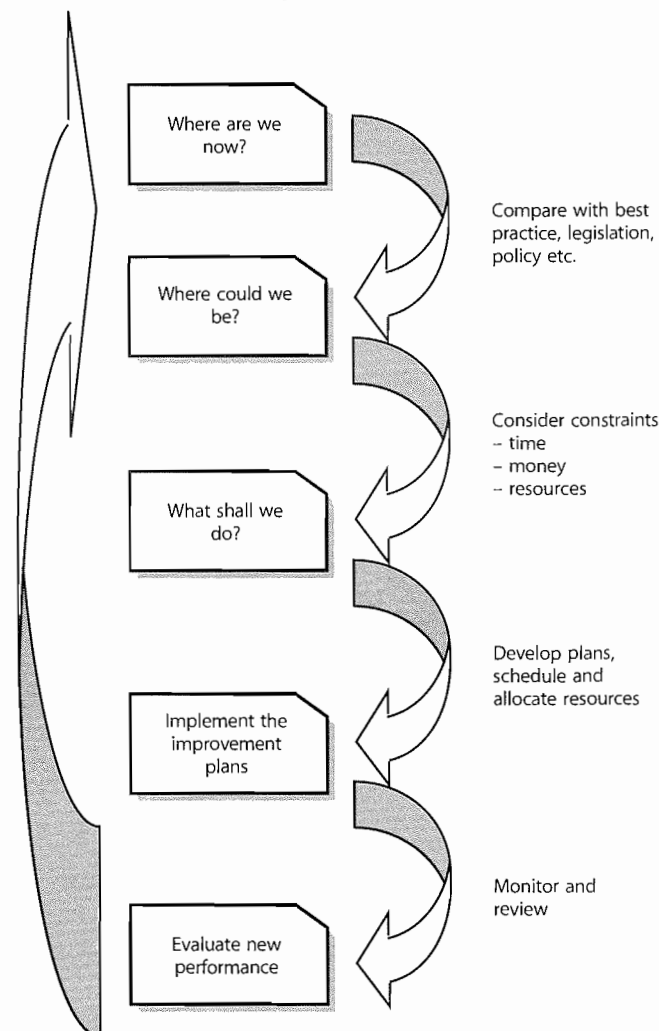 Where are we
now?
Compare with best
practice, legislation,
policy etc.
Where could we
be?
Consider constraints
– time
– money
– resources
What shall we
do?
Develop plans,
schedule and
allocate resources
Implement the
improvement
plans
Monitor and
review
Evaluate new
performance